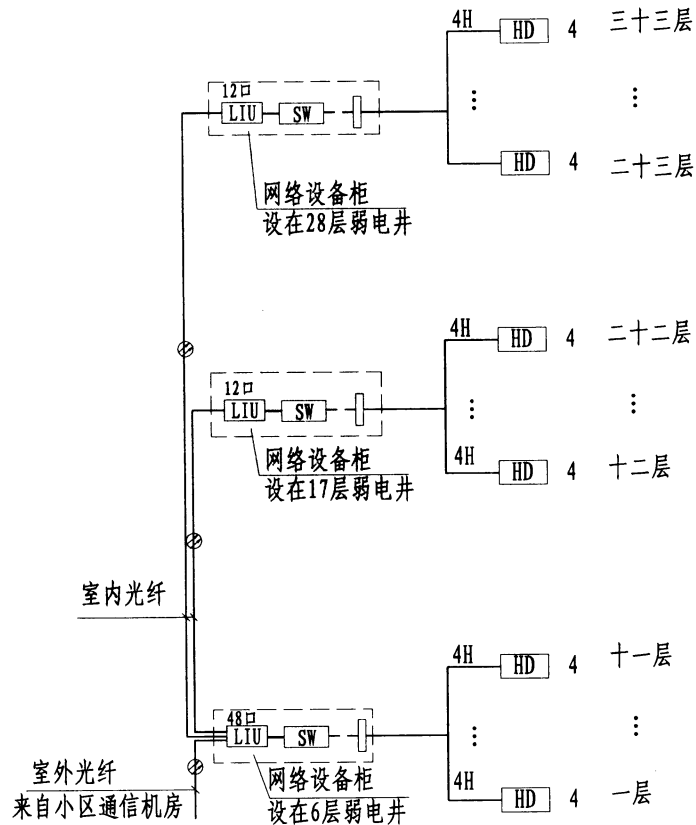 4H
HD 4 三十三层
12口
LIU SW
HD 4 二十三层
网络设备柜
设在28层弱电井
4H
HD 4 二十二层
12口
LIU SW
4H
HD 4 十二层
网络设备柜
设在17层弱电井
室内光纤
4H
HD 4 十一层
48口
LIU SW
室外光纤
来自小区通信机房
网络设备柜
设在6层弱电井
4H
HD 4 一层